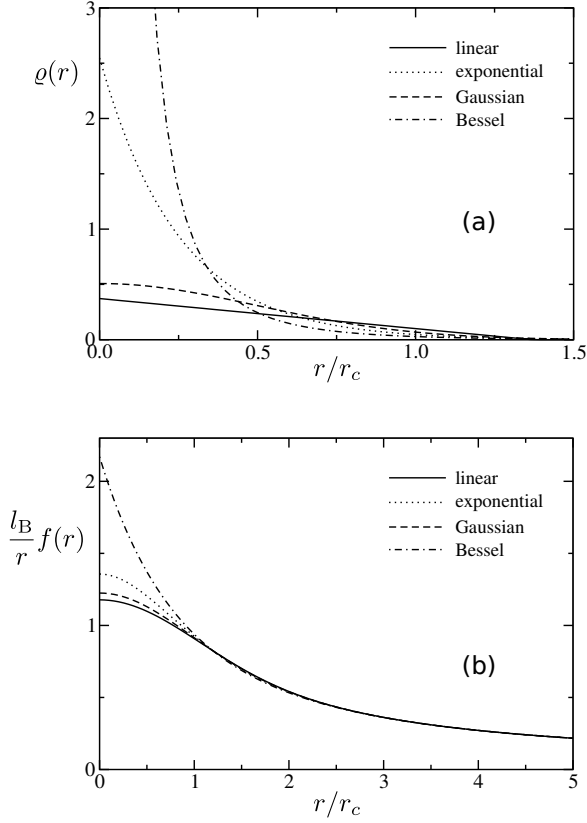 3
linear
ϱ(r)
exponential
Gaussian
2
Bessel
(a)
1
0
0.0 0.5 1.0 1.5
r/r_c
linear
2
exponential
Gaussian
l_B/r f(r)
Bessel
1
(b)
0
0 1 2 3 4 5
r/r_c